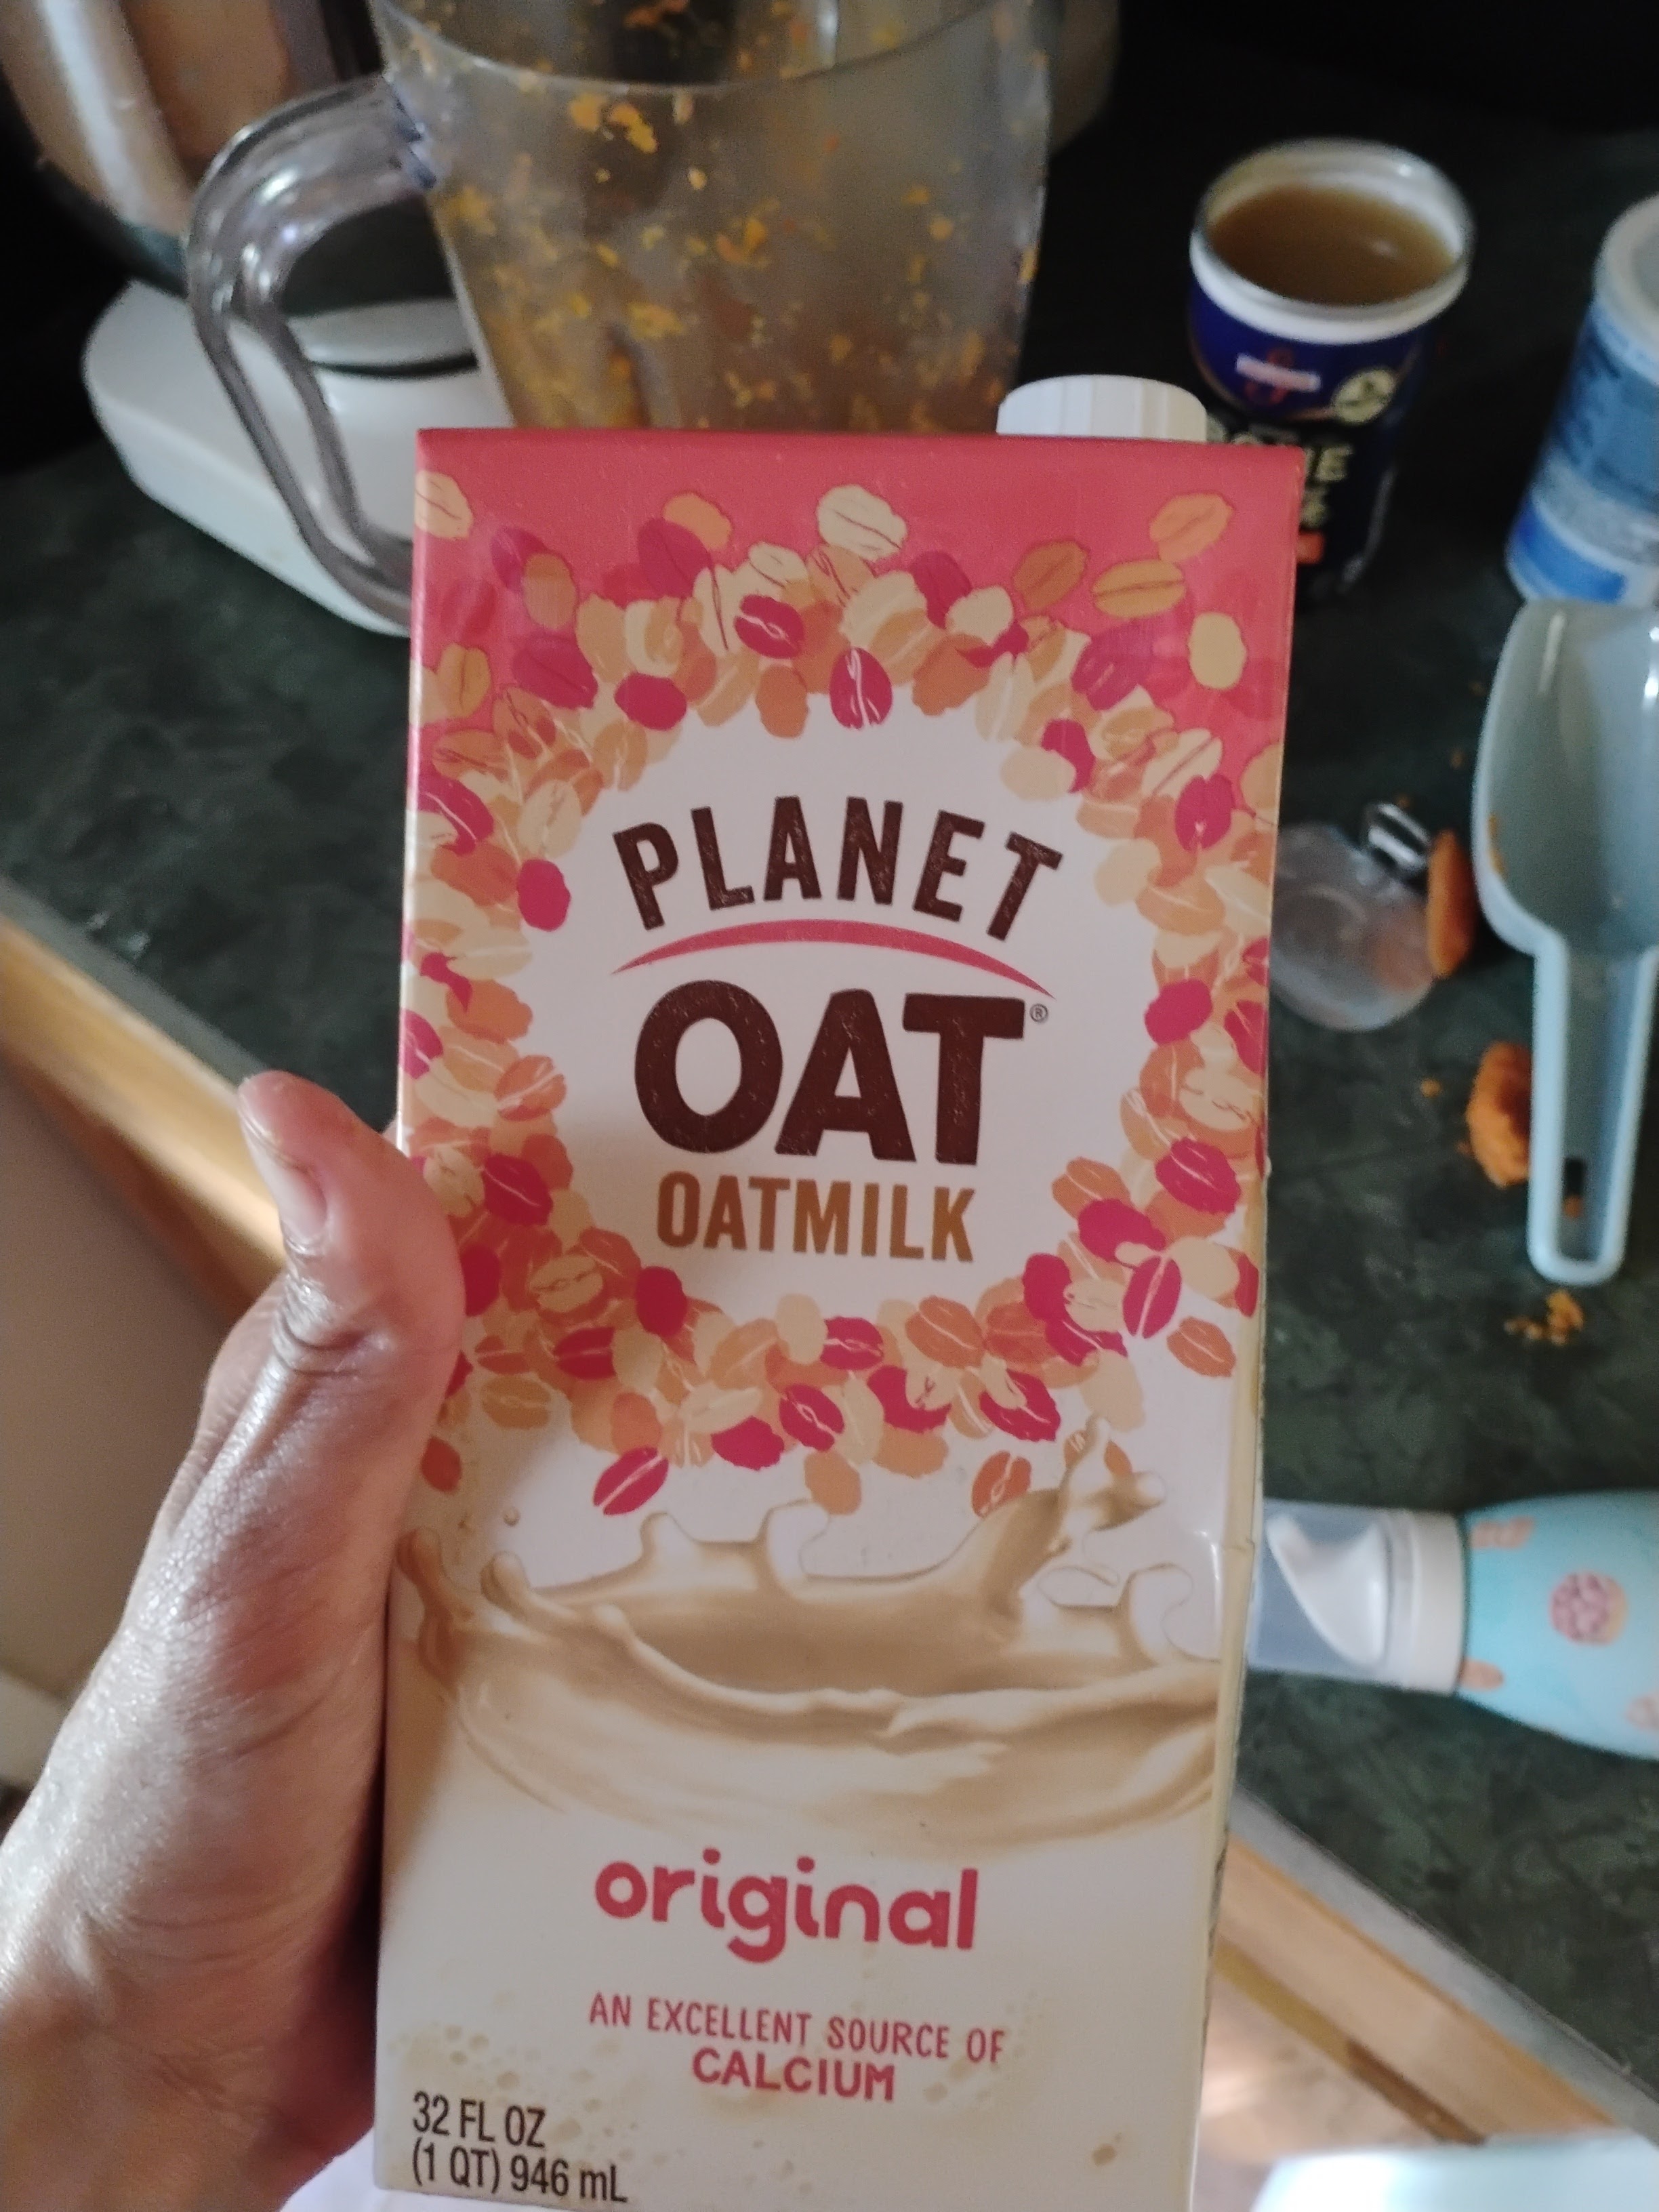 PLANET
OAT®
OATMILK
original
AN EXCELLENT SOURCE OF
CALCIUM
32 FL OZ
(1 QT) 946 mL